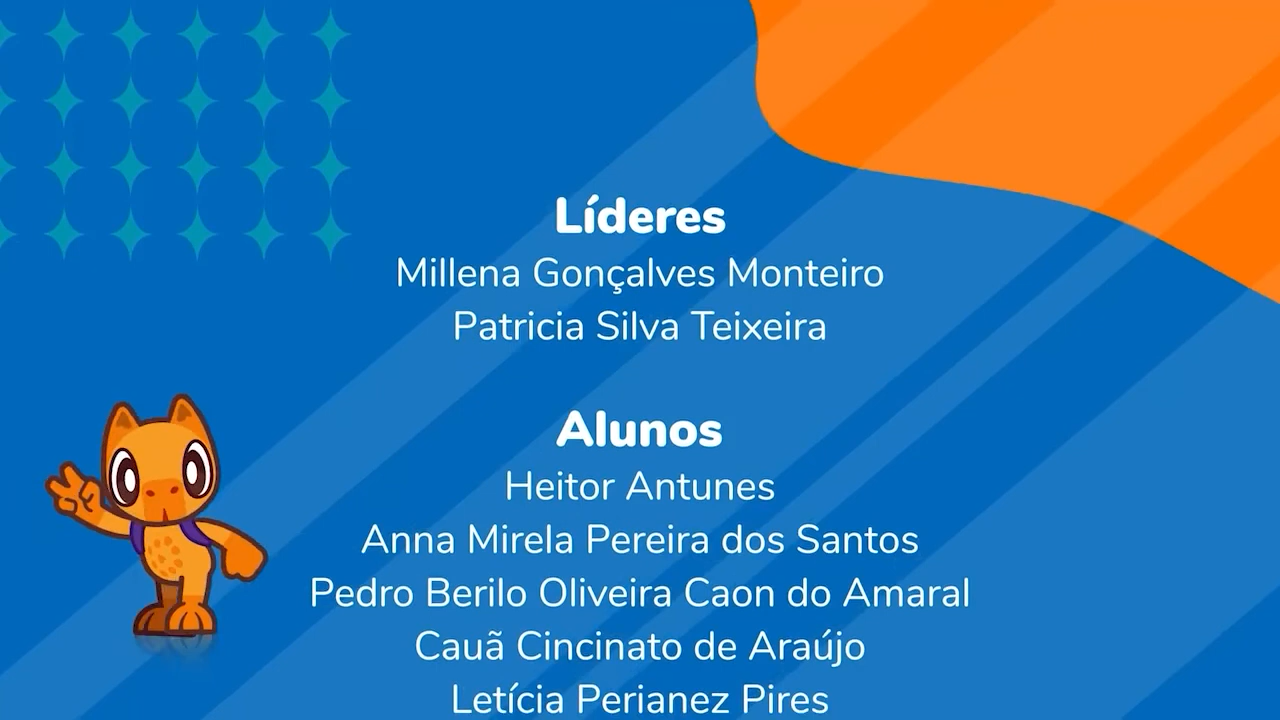 Líderes
Millena Gonçalves Monteiro
Patricia Silva Teixeira
Alunos
Heitor Antunes
Anna Mirela Pereira dos Santos
Pedro Berilo Oliveira Caon do Amaral
Cauã Cincinato de Araújo
Letícia Perianez Pires